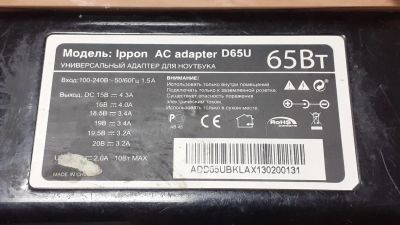 Модель: Ippon AC adapter D65U
65Вт
УНИВЕРСАЛЬНЫЙ АДАПТЕР ДЛЯ НОУТБУКА
Вход: 100-240В~50/60Гц 1.5А
Выход: DC 15В 4.3А
16В 4.0А
18.5В 3.4А
19В 3.4А
19.5В 3.2А
20В 3.2А
2.0А 10Вт MAX
MADE IN
ВНИМАНИЕ!
Использовать только внутри помещений
Подключать только к заземленной розетке.
Существует опасность поражения
электрическим током.
Использовать только в сухом месте.
RoHS
ADD65UBKLAX130200131